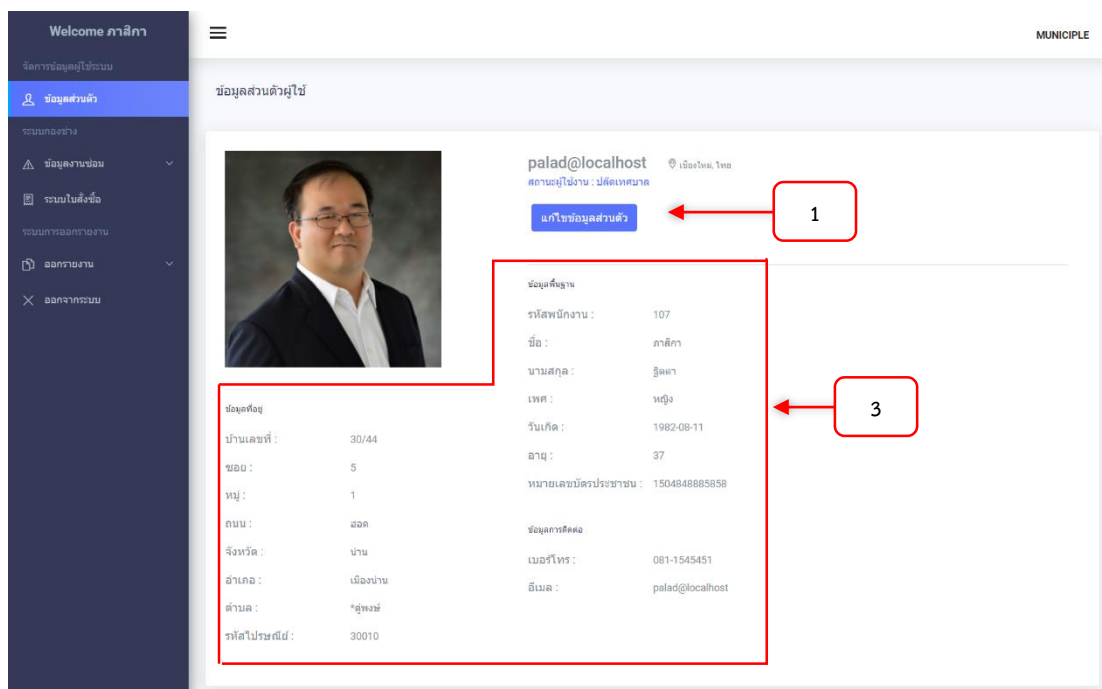 Welcome ภาสิกา
MUNICIPLE
จัดการข้อมูลผู้ใช้ระบบ
ข้อมูลส่วนตัว
ระบบกองช่าง
ข้อมูลงานซ่อม
ระบบใบสั่งซื้อ
ระบบการออกรายงาน
ออกรายงาน
ออกจากระบบ
ข้อมูลส่วนตัวผู้ใช้
palad@localhost เชียงใหม่, ไทย
สถานะผู้ใช้งาน : ปลัดเทศบาล
แก้ไขข้อมูลส่วนตัว
1
ข้อมูลพื้นฐาน
รหัสพนักงาน : 107
ชื่อ : ภาสิกา
นามสกุล : ฐิตตา
เพศ : หญิง
วันเกิด : 1982-08-11
อายุ : 37
หมายเลขบัตรประชาชน : 1504848885858
ข้อมูลการติดต่อ
เบอร์โทร : 081-1545451
อีเมล : palad@localhost
3
ข้อมูลที่อยู่
บ้านเลขที่ : 30/44
ซอย : 5
หมู่ : 1
ถนน : ฮอด
จังหวัด : น่าน
อำเภอ : เมืองน่าน
ตำบล : *คู่พงษ์
รหัสไปรษณีย์ : 30010